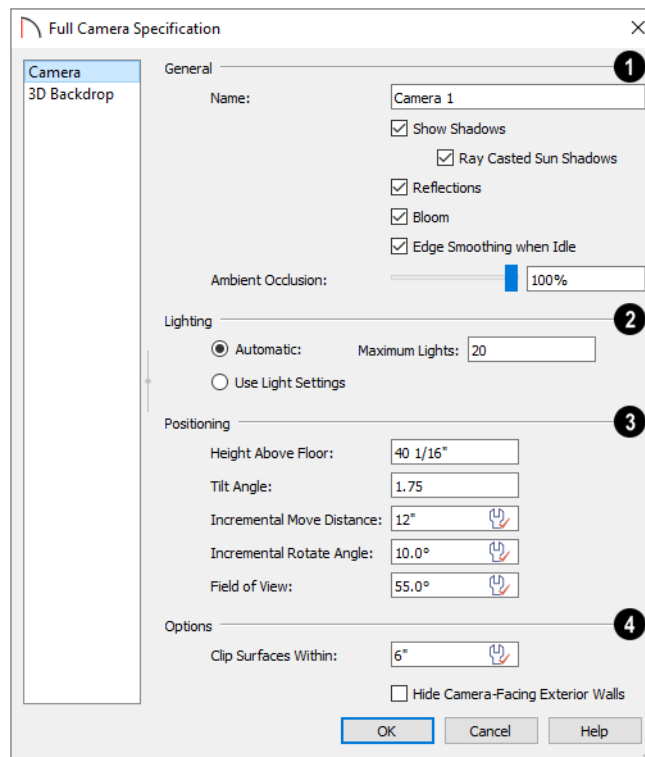 Full Camera Specification
Camera
3D Backdrop
General
1
Name:
Camera 1
Show Shadows
Ray Casted Sun Shadows
Reflections
Bloom
Edge Smoothing when Idle
Ambient Occlusion:
100%
Lighting
2
Automatic:
Maximum Lights:
20
Use Light Settings
Positioning
3
Height Above Floor:
40 1/16"
Tilt Angle:
1.75
Incremental Move Distance:
12"
Incremental Rotate Angle:
10.0°
Field of View:
55.0°
Options
4
Clip Surfaces Within:
6"
Hide Camera-Facing Exterior Walls
OK
Cancel
Help